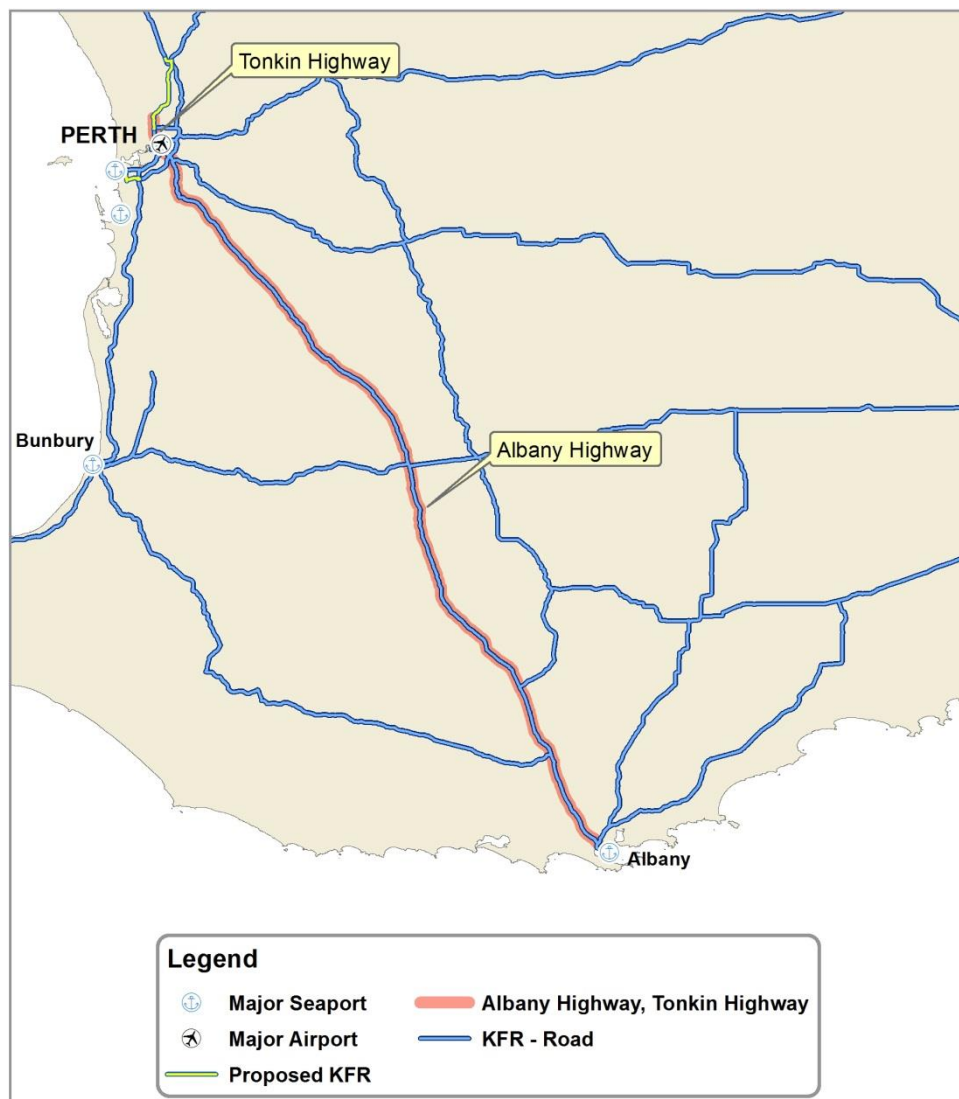 Tonkin Highway
PERTH
Bunbury
Albany Highway
Albany
Legend
Major Seaport
Albany Highway, Tonkin Highway
Major Airport
KFR - Road
Proposed KFR